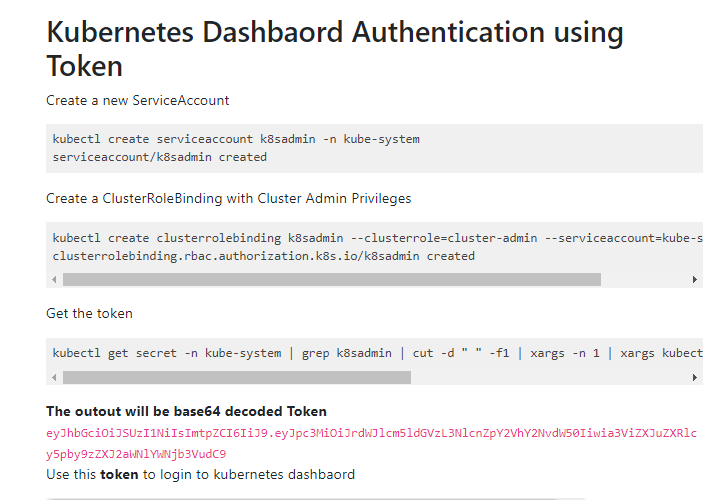 Kubernetes Dashbaord Authentication using
Token
Create a new ServiceAccount
kubectl create serviceaccount k8sadmin -n kube-system
serviceaccount/k8sadmin created
Create a ClusterRoleBinding with Cluster Admin Privileges
kubectl create clusterrolebinding k8sadmin --clusterrole=cluster-admin --serviceaccount=kube-s
clusterrolebinding.rbac.authorization.k8s.io/k8sadmin created
Get the token
kubectl get secret -n kube-system | grep k8sadmin | cut -d " " -f1 | xargs -n 1 | xargs kubect
The outout will be base64 decoded Token
eyJhbGciOiJSUzI1NiIsImtpZCI6IiJ9.eyJpc3MiOiJrdWJlcm5ldGVzL3NlcnZpY2VhY2NvdW50Iiwia3ViZXJuZXRlc
y5pby9zZXJ2aWNlYWNjb3VudC9
Use this token to login to kubernetes dashbaord